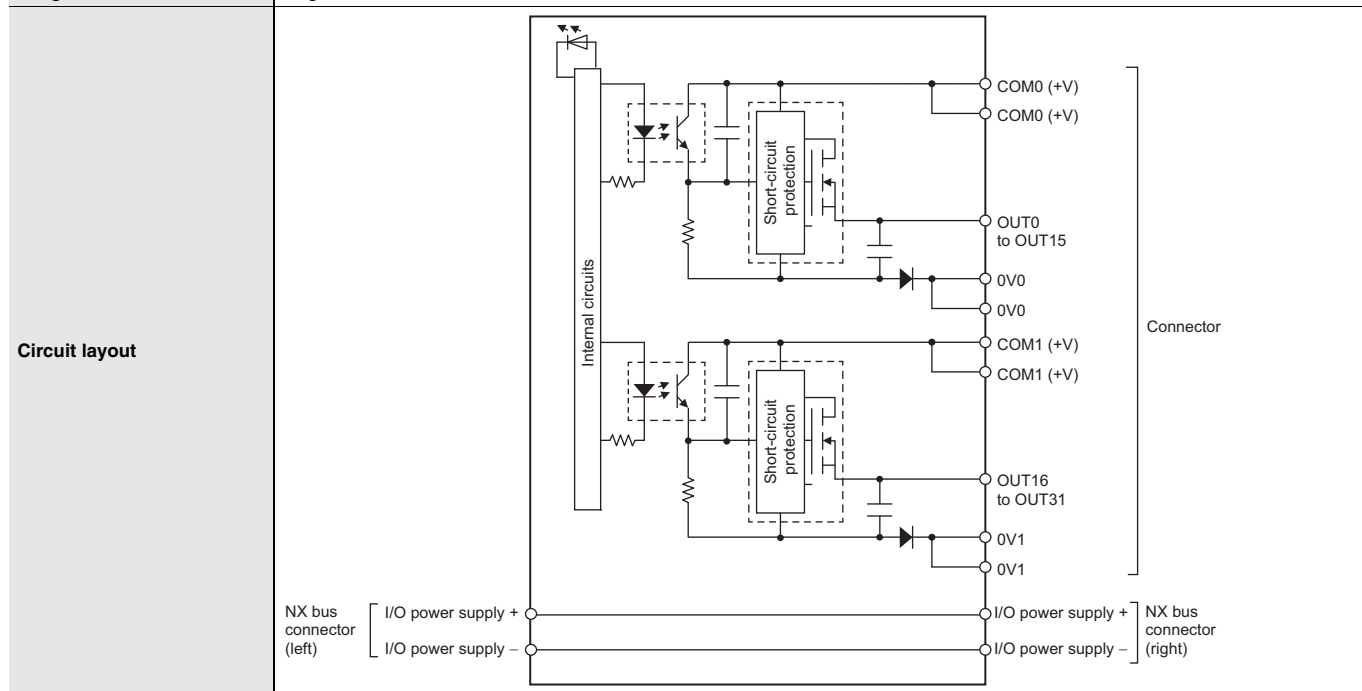 Circuit layout
Internal circuits
Short-circuit
protection
COM0 (+V)
COM0 (+V)
OUT0
to OUT15
0V0
0V0
Short-circuit
protection
COM1 (+V)
COM1 (+V)
OUT16
to OUT31
0V1
0V1
Connector
NX bus
connector
(left)
I/O power supply +
I/O power supply −
I/O power supply +
I/O power supply −
NX bus
connector
(right)